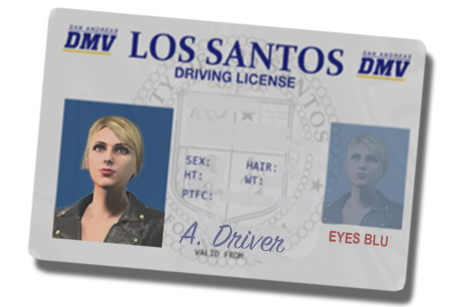 SAN ANDREAS
DMV
LOS SANTOS
DRIVING LICENSE
SAN ANDREAS
DMV
SEX: HAIR:
HT: WT:
PTFC:
A. Driver
EYES BLU
VALID FROM